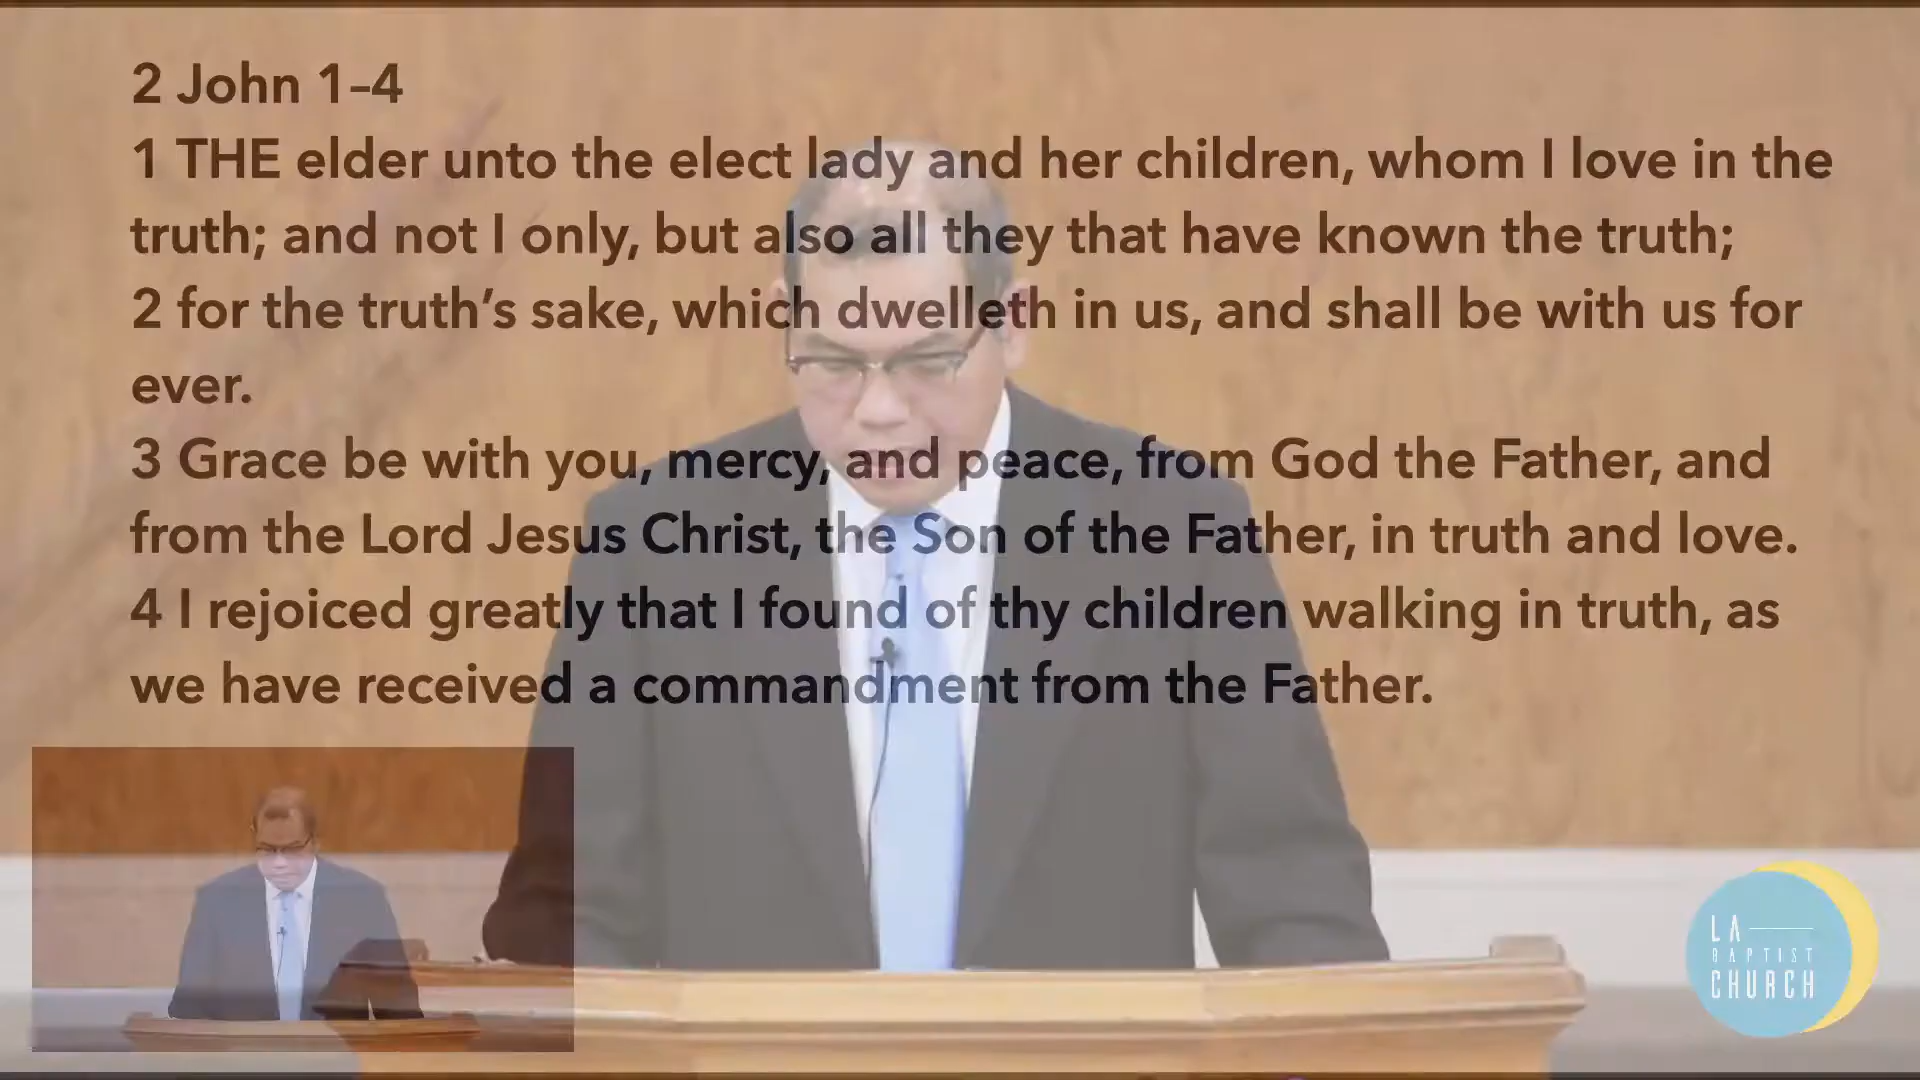 2 John 1–4
1 THE elder unto the elect lady and her children, whom I love in the
truth; and not I only, but also all they that have known the truth;
2 for the truth’s sake, which dwelleth in us, and shall be with us for
ever.
3 Grace be with you, mercy, and peace, from God the Father, and
from the Lord Jesus Christ, the Son of the Father, in truth and love.
4 I rejoiced greatly that I found of thy children walking in truth, as
we have received a commandment from the Father.
LA
BAPTIST
CHURCH